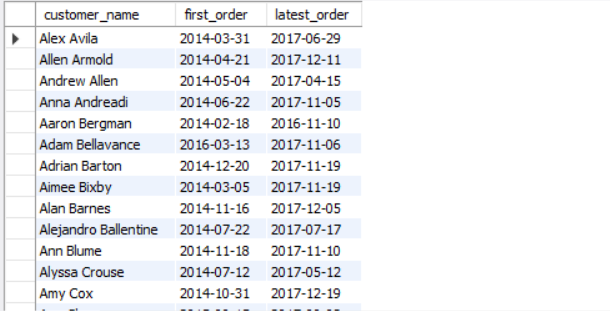 customer_name first_order latest_order
Alex Avila 2014-03-31 2017-06-29
Allen Armold 2014-04-21 2017-12-11
Andrew Allen 2014-05-04 2017-04-15
Anna Andreadi 2014-06-22 2017-11-05
Aaron Bergman 2014-02-18 2016-11-10
Adam Bellavance 2016-03-13 2017-11-06
Adrian Barton 2014-12-20 2017-11-19
Aimee Bixby 2014-03-05 2017-11-19
Alan Barnes 2014-11-16 2017-12-05
Alejandro Ballentine 2014-07-22 2017-07-17
Ann Blume 2014-11-18 2017-11-10
Alyssa Crouse 2014-07-12 2017-05-12
Amy Cox 2014-10-31 2017-12-19